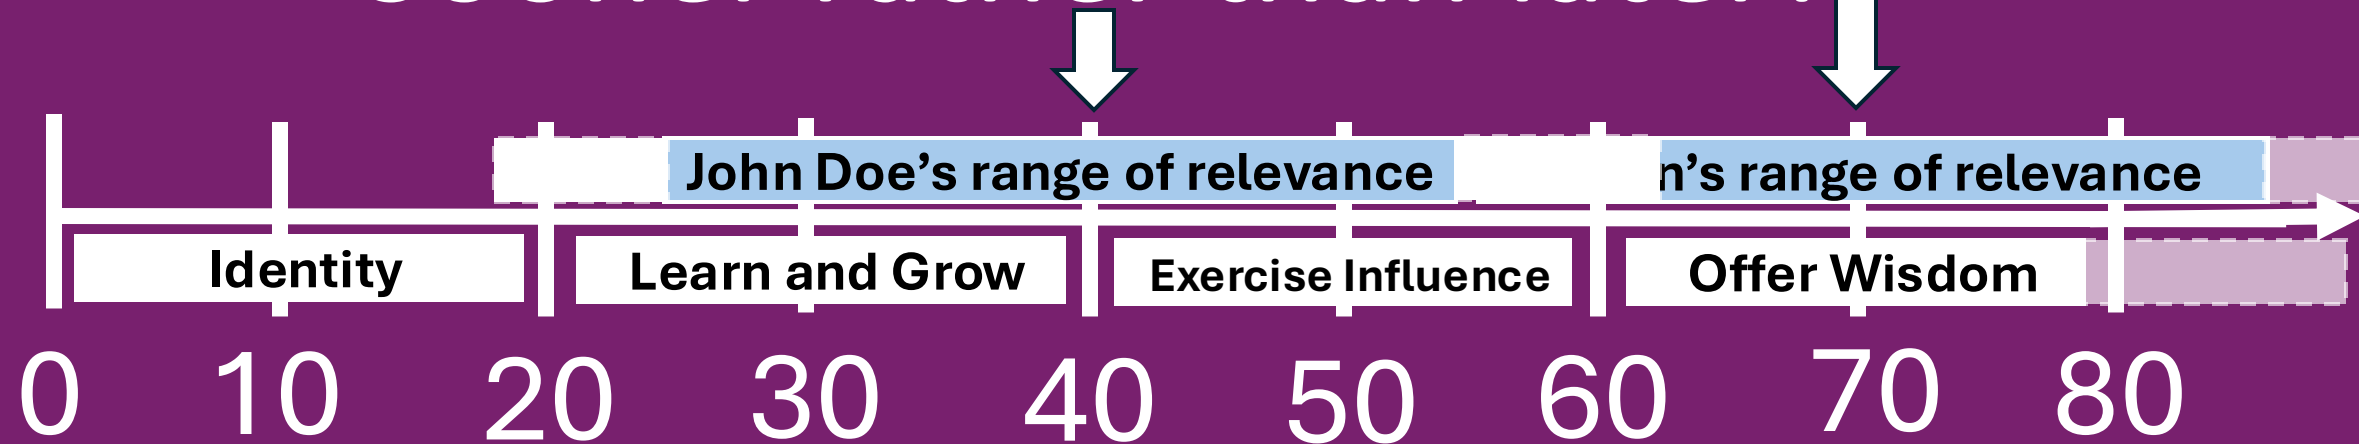 John Doe’s range of relevance
n’s range of relevance
Identity
Learn and Grow
Exercise Influence
Offer Wisdom
0 10 20 30 40 50 60 70 80